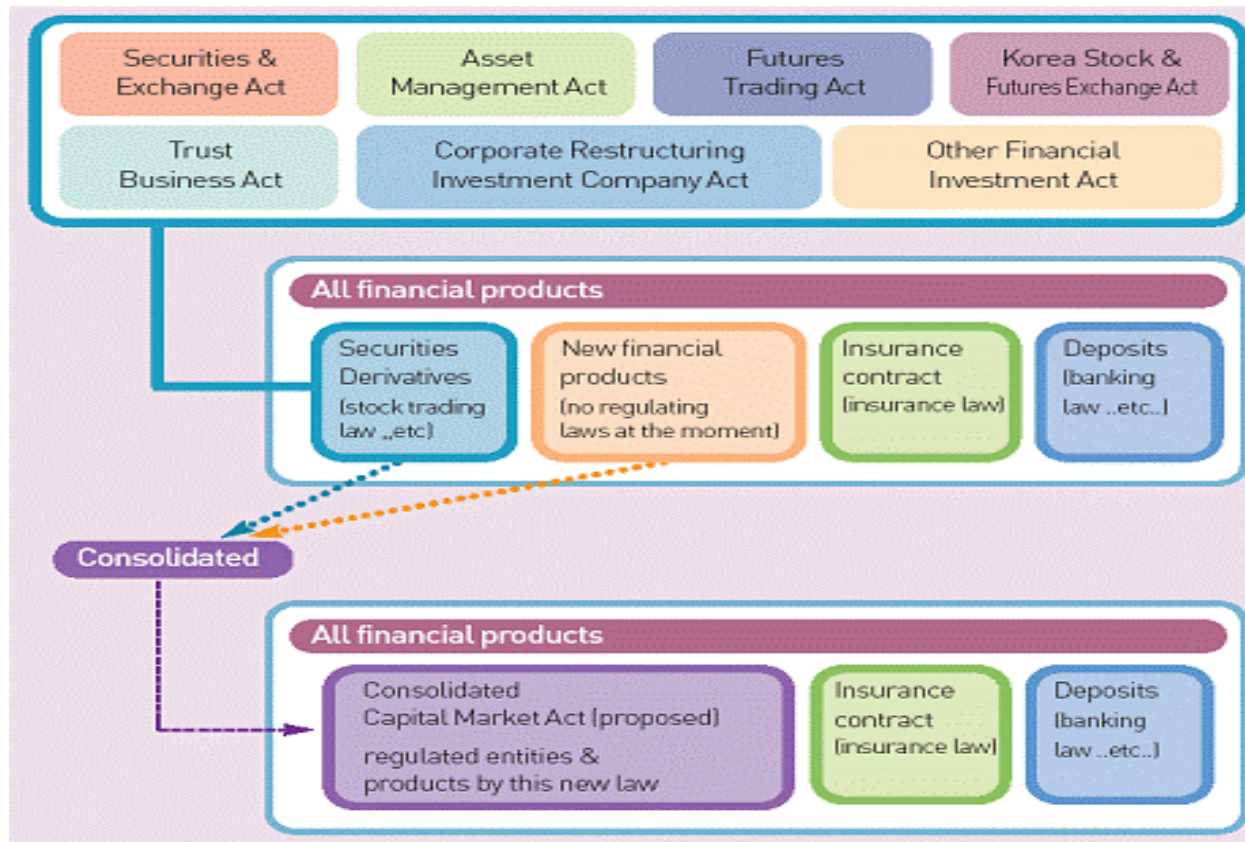 Securities &
Exchange Act
Asset
Management Act
Futures
Trading Act
Korea Stock &
Futures Exchange Act
Trust
Business Act
Corporate Restructuring
Investment Company Act
Other Financial
Investment Act
All financial products
Securities
Derivatives
(stock trading
law ,,etc)
New financial
products
(no regulating
laws at the moment)
Insurance
contract
(insurance law)
Deposits
(banking
law ..etc..)
Consolidated
All financial products
Consolidated
Capital Market Act (proposed)
regulated entities &
products by this new law
Insurance
contract
(insurance law)
Deposits
(banking
law ..etc..)